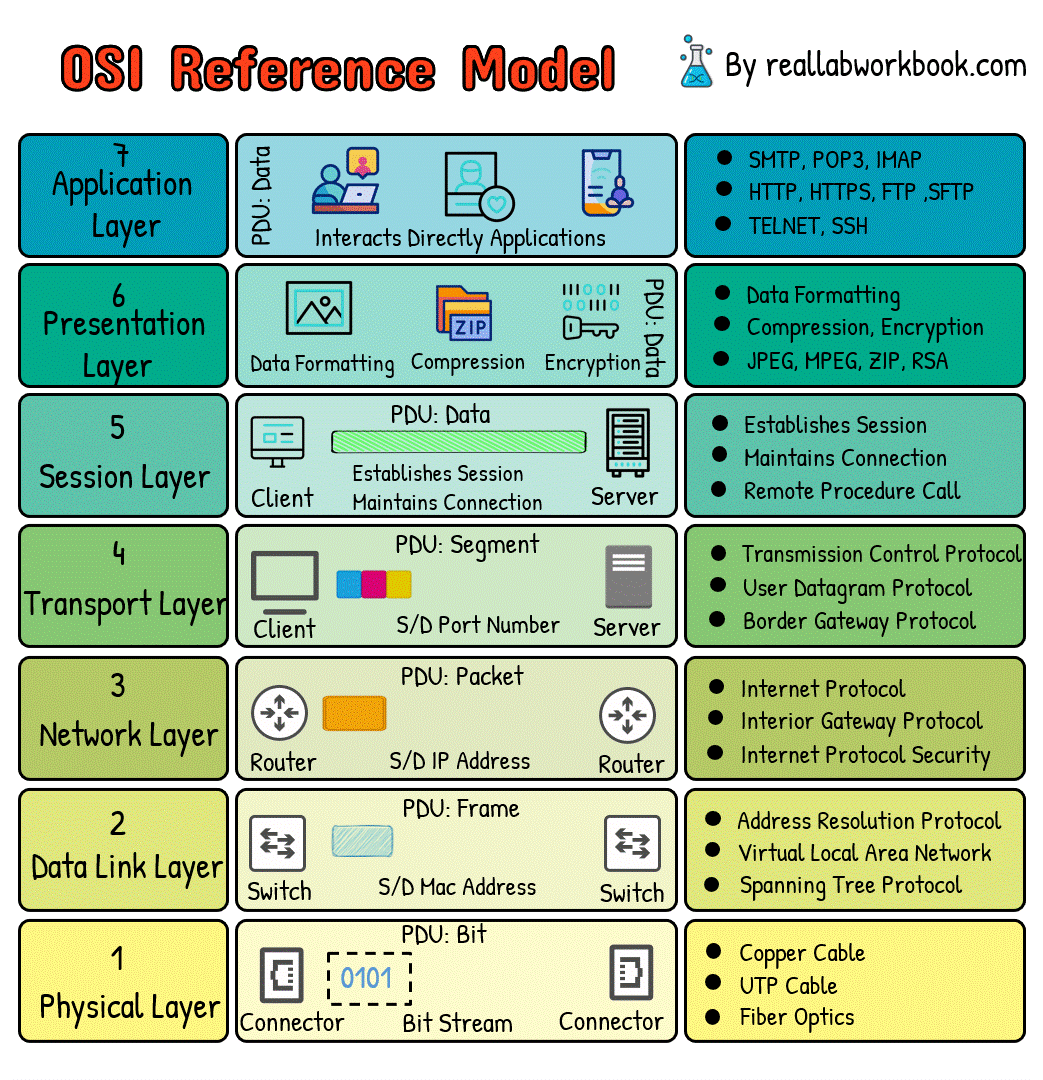 OSI Reference Model
By reallabworkbook.com
7
Application
Layer
PDU: Data
Interacts Directly Applications
SMTP, POP3, IMAP
HTTP, HTTPS, FTP ,SFTP
TELNET, SSH
6
Presentation
Layer
Data Formatting
ZIP
Compression
Encryption
PDU: Data
Data Formatting
Compression, Encryption
JPEG, MPEG, ZIP, RSA
5
Session Layer
PDU: Data
Client
Establishes Session
Maintains Connection
Server
Establishes Session
Maintains Connection
Remote Procedure Call
4
Transport Layer
PDU: Segment
Client
S/D Port Number
Server
Transmission Control Protocol
User Datagram Protocol
Border Gateway Protocol
3
Network Layer
PDU: Packet
Router
S/D IP Address
Router
Internet Protocol
Interior Gateway Protocol
Internet Protocol Security
2
Data Link Layer
PDU: Frame
Switch
S/D Mac Address
Switch
Address Resolution Protocol
Virtual Local Area Network
Spanning Tree Protocol
1
Physical Layer
PDU: Bit
0101
Connector
Bit Stream
Connector
Copper Cable
UTP Cable
Fiber Optics